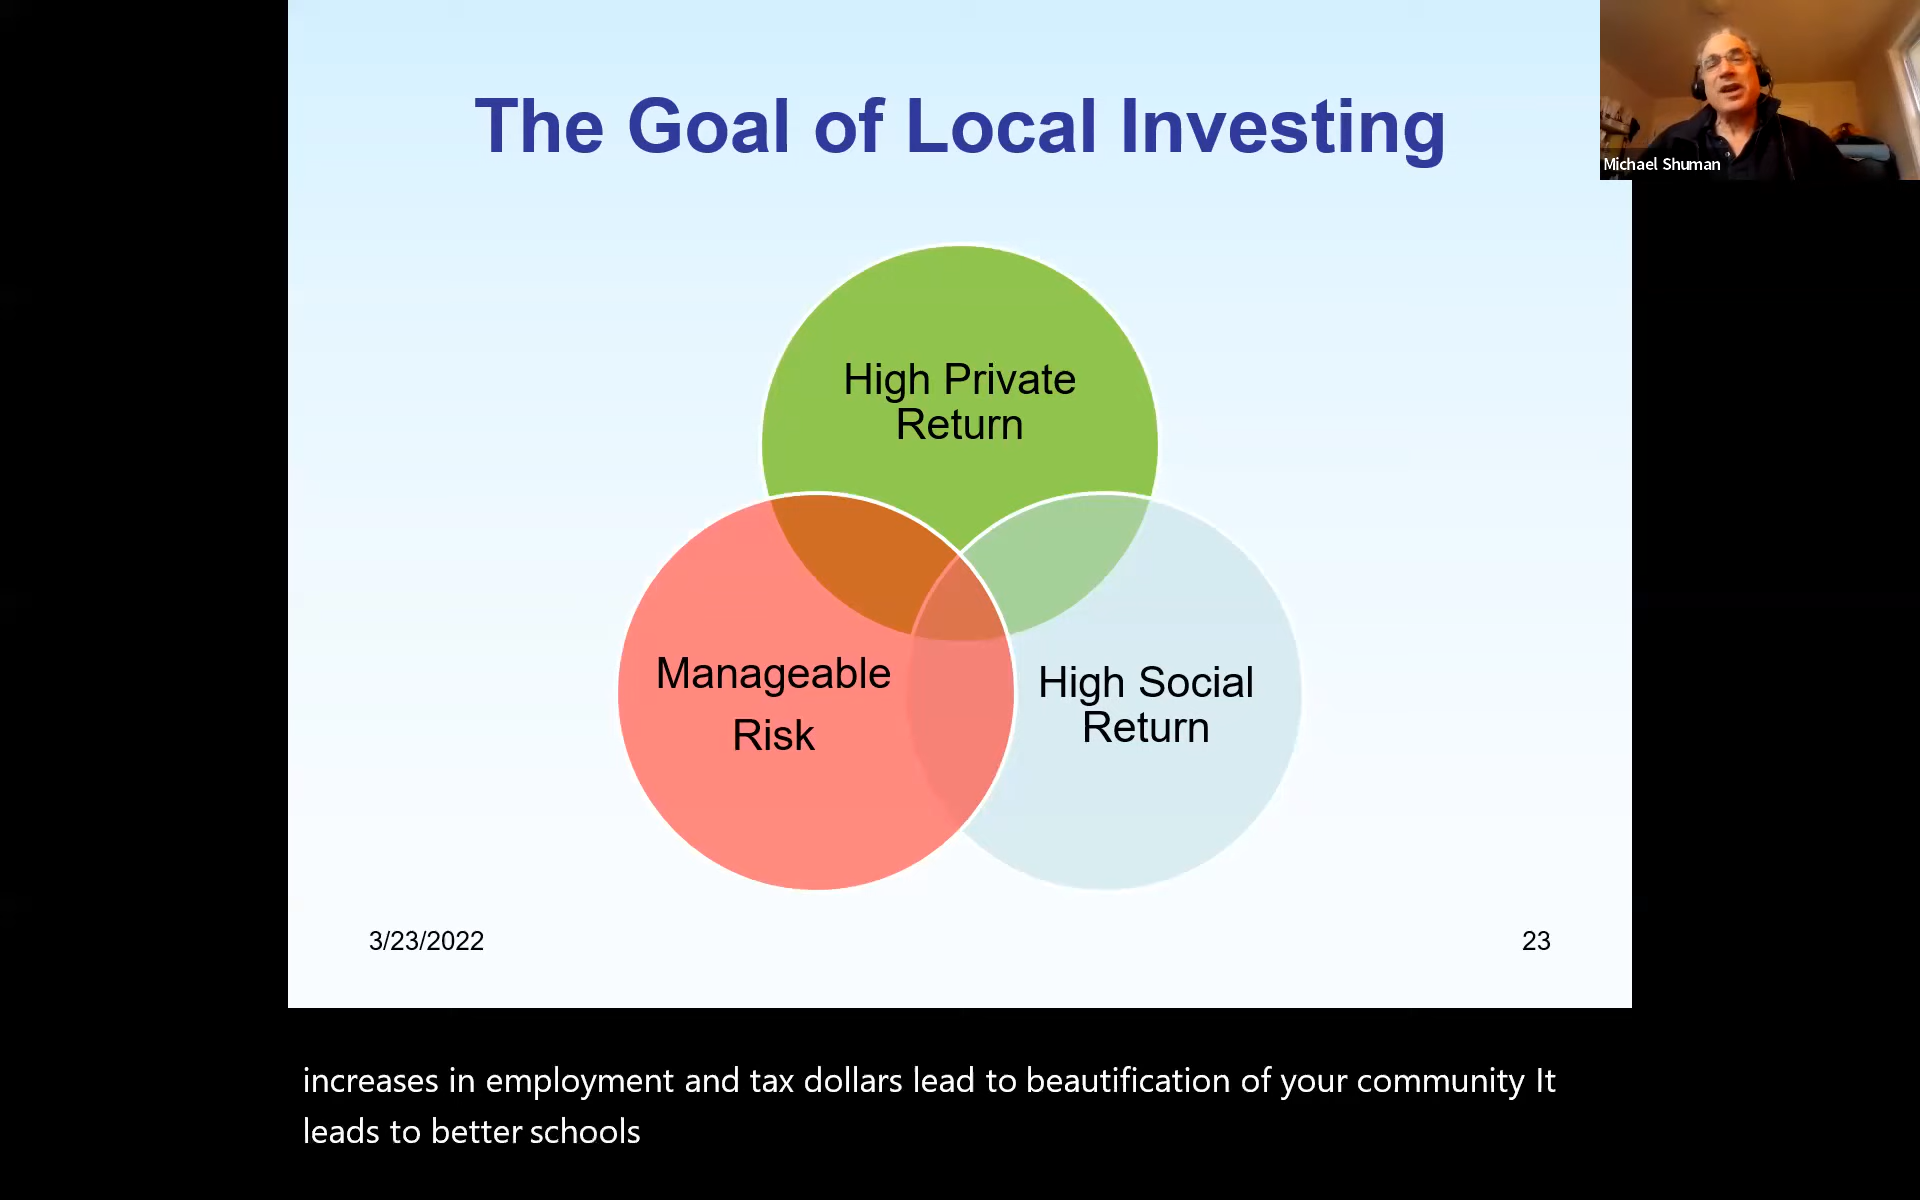 The Goal of Local Investing
Michael Shuman
High Private
Return
Manageable
Risk
High Social
Return
3/23/2022
23
increases in employment and tax dollars lead to beautification of your community It
leads to better schools